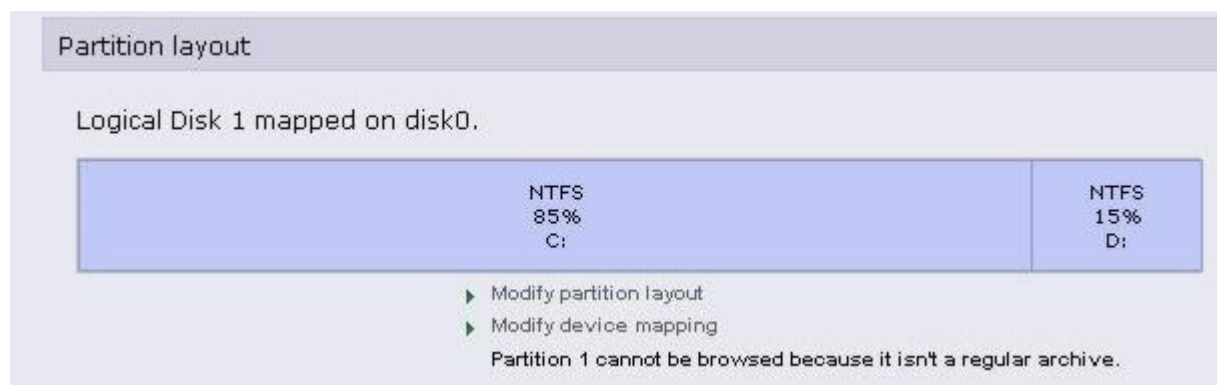 Partition layout
Logical Disk 1 mapped on disk0.
NTFS
85%
C:
NTFS
15%
D:
Modify partition layout
Modify device mapping
Partition 1 cannot be browsed because it isn't a regular archive.